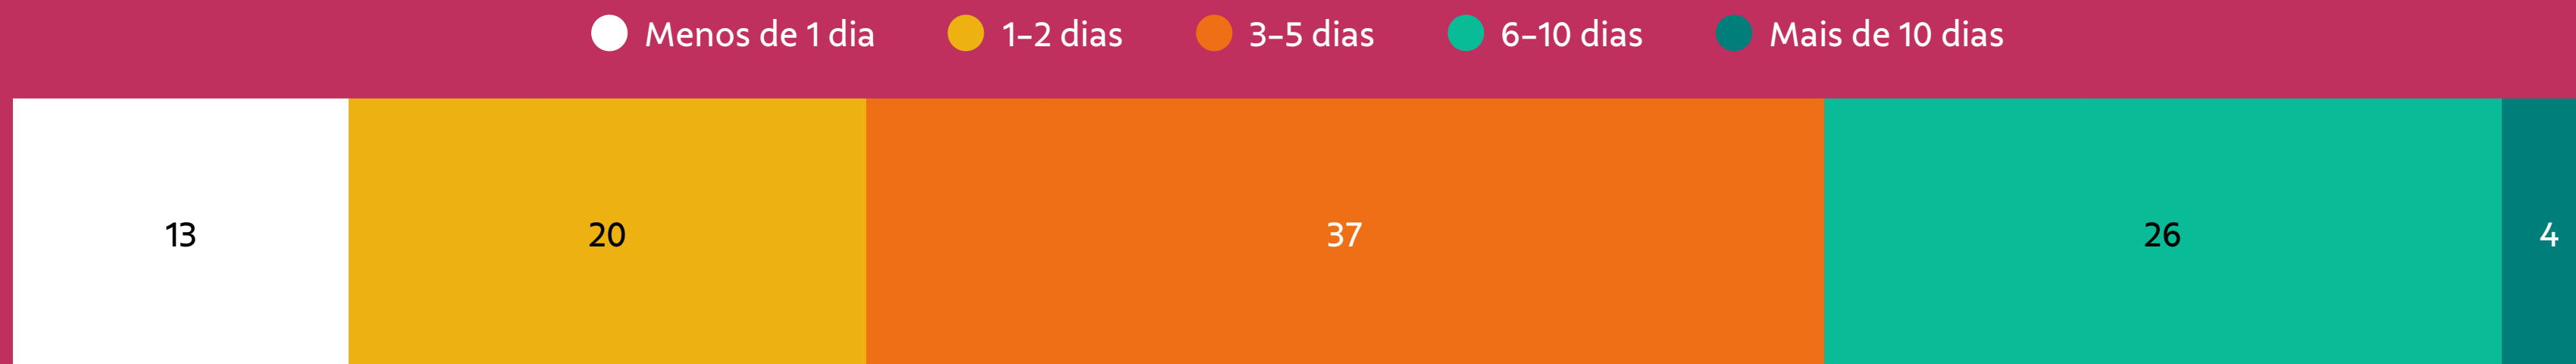 Menos de 1 dia 1–2 dias 3–5 dias 6–10 dias Mais de 10 dias
13 20 37 26 4